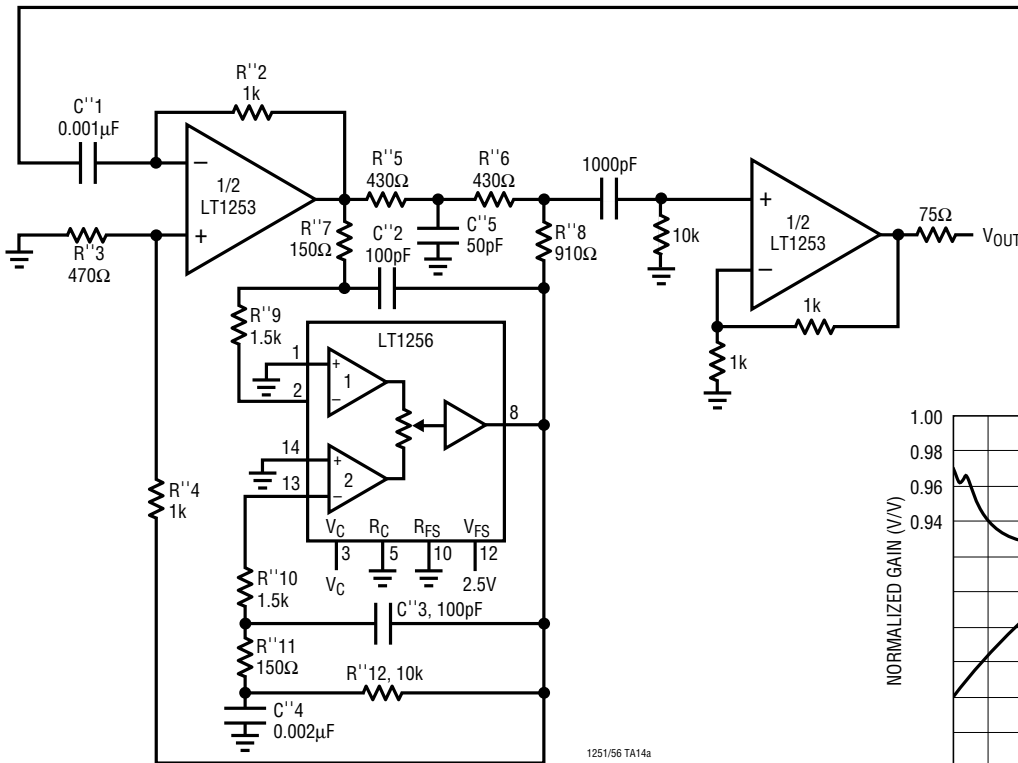 R''2
1k
C''1
0.001µF
−
1/2
LT1253
+
R''3
470Ω
R''5
430Ω
R''6
430Ω
1000pF
R''7
150Ω
C''2
100pF
C''5
50pF
R''8
910Ω
10k
+
1/2
LT1253
−
75Ω
VOUT
1k
1k
R''9
1.5k
LT1256
1
2
+
1
−
8
14
13
+
2
−
R''4
1k
VC
RC
RFS
VFS
3
5
10
12
VC
2.5V
R''10
1.5k
C''3, 100pF
R''11
150Ω
R''12, 10k
C''4
0.002µF
1251/56 TA14a
1.00
0.98
0.96
0.94
NORMALIZED GAIN (V/V)